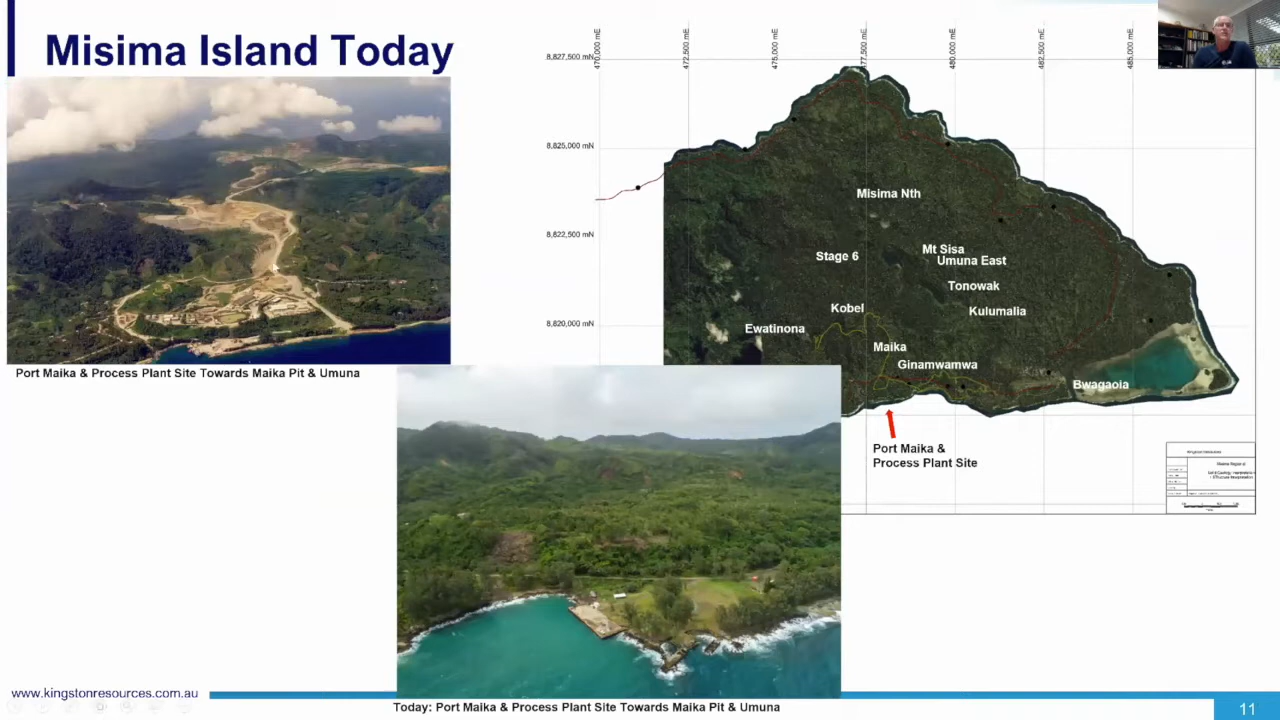 Misima Island Today
470,000 mE
472,500 mE
475,000 mE
477,500 mE
480,000 mE
482,500 mE
485,000 mE
8,827,500 mN
8,825,000 mN
8,822,500 mN
8,820,000 mN
Misima Nth
Mt Sisa
Stage 6
Umuna East
Tonowak
Kobel
Kulumalia
Ewatinona
Maika
Ginamwamwa
Bwagaoia
Port Maika & Process Plant Site Towards Maika Pit & Umuna
Port Maika &
Process Plant Site
Kingston Resources
Misima Regional
www.kingstonresources.com.au
Today: Port Maika & Process Plant Site Towards Maika Pit & Umuna
11